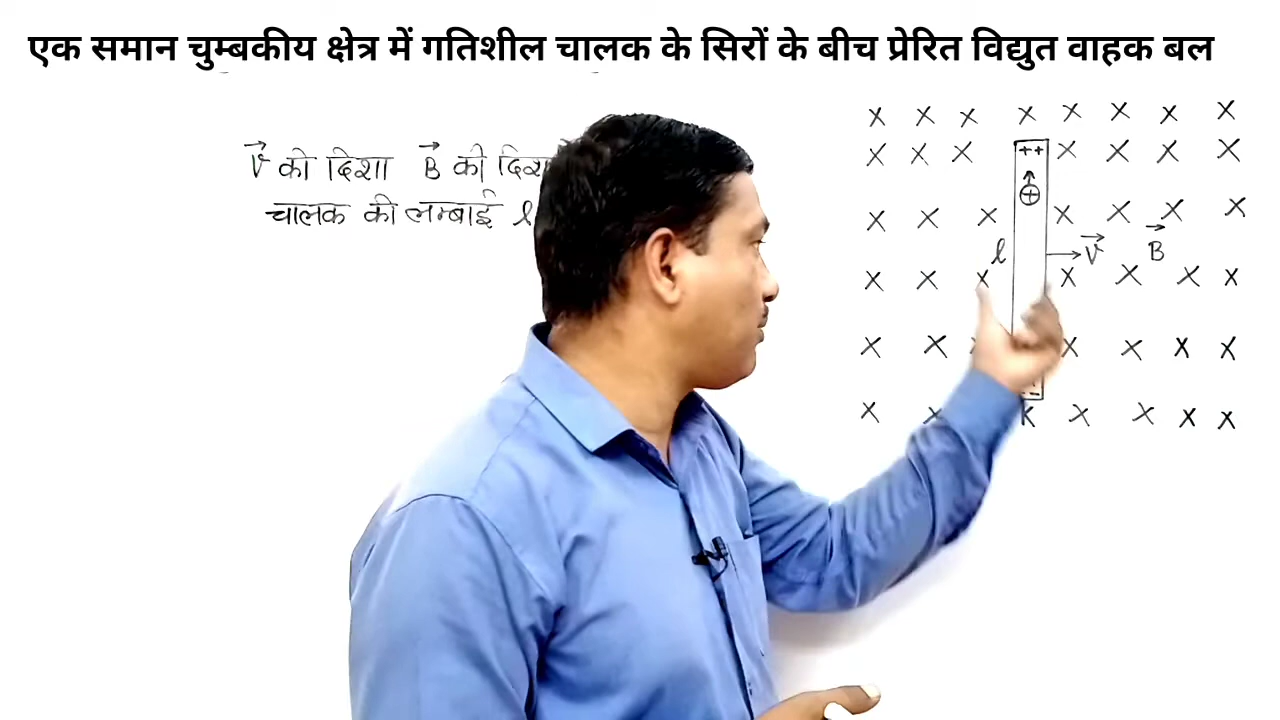 एक समान चुम्बकीय क्षेत्र में गतिशील चालक के सिरों के बीच प्रेरित विद्युत वाहक बल
V की दिशा B की
चालक की लम्बाई l
x x x x x x x x
x x x ++ x x x x
+
x x x x x x x
l V B
x x x x x x x
x x x x x x
--
x x x x x x x